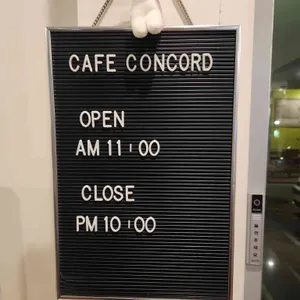 CAFE CONCORD
OPEN
AM 11:00
CLOSE
PM 10:00